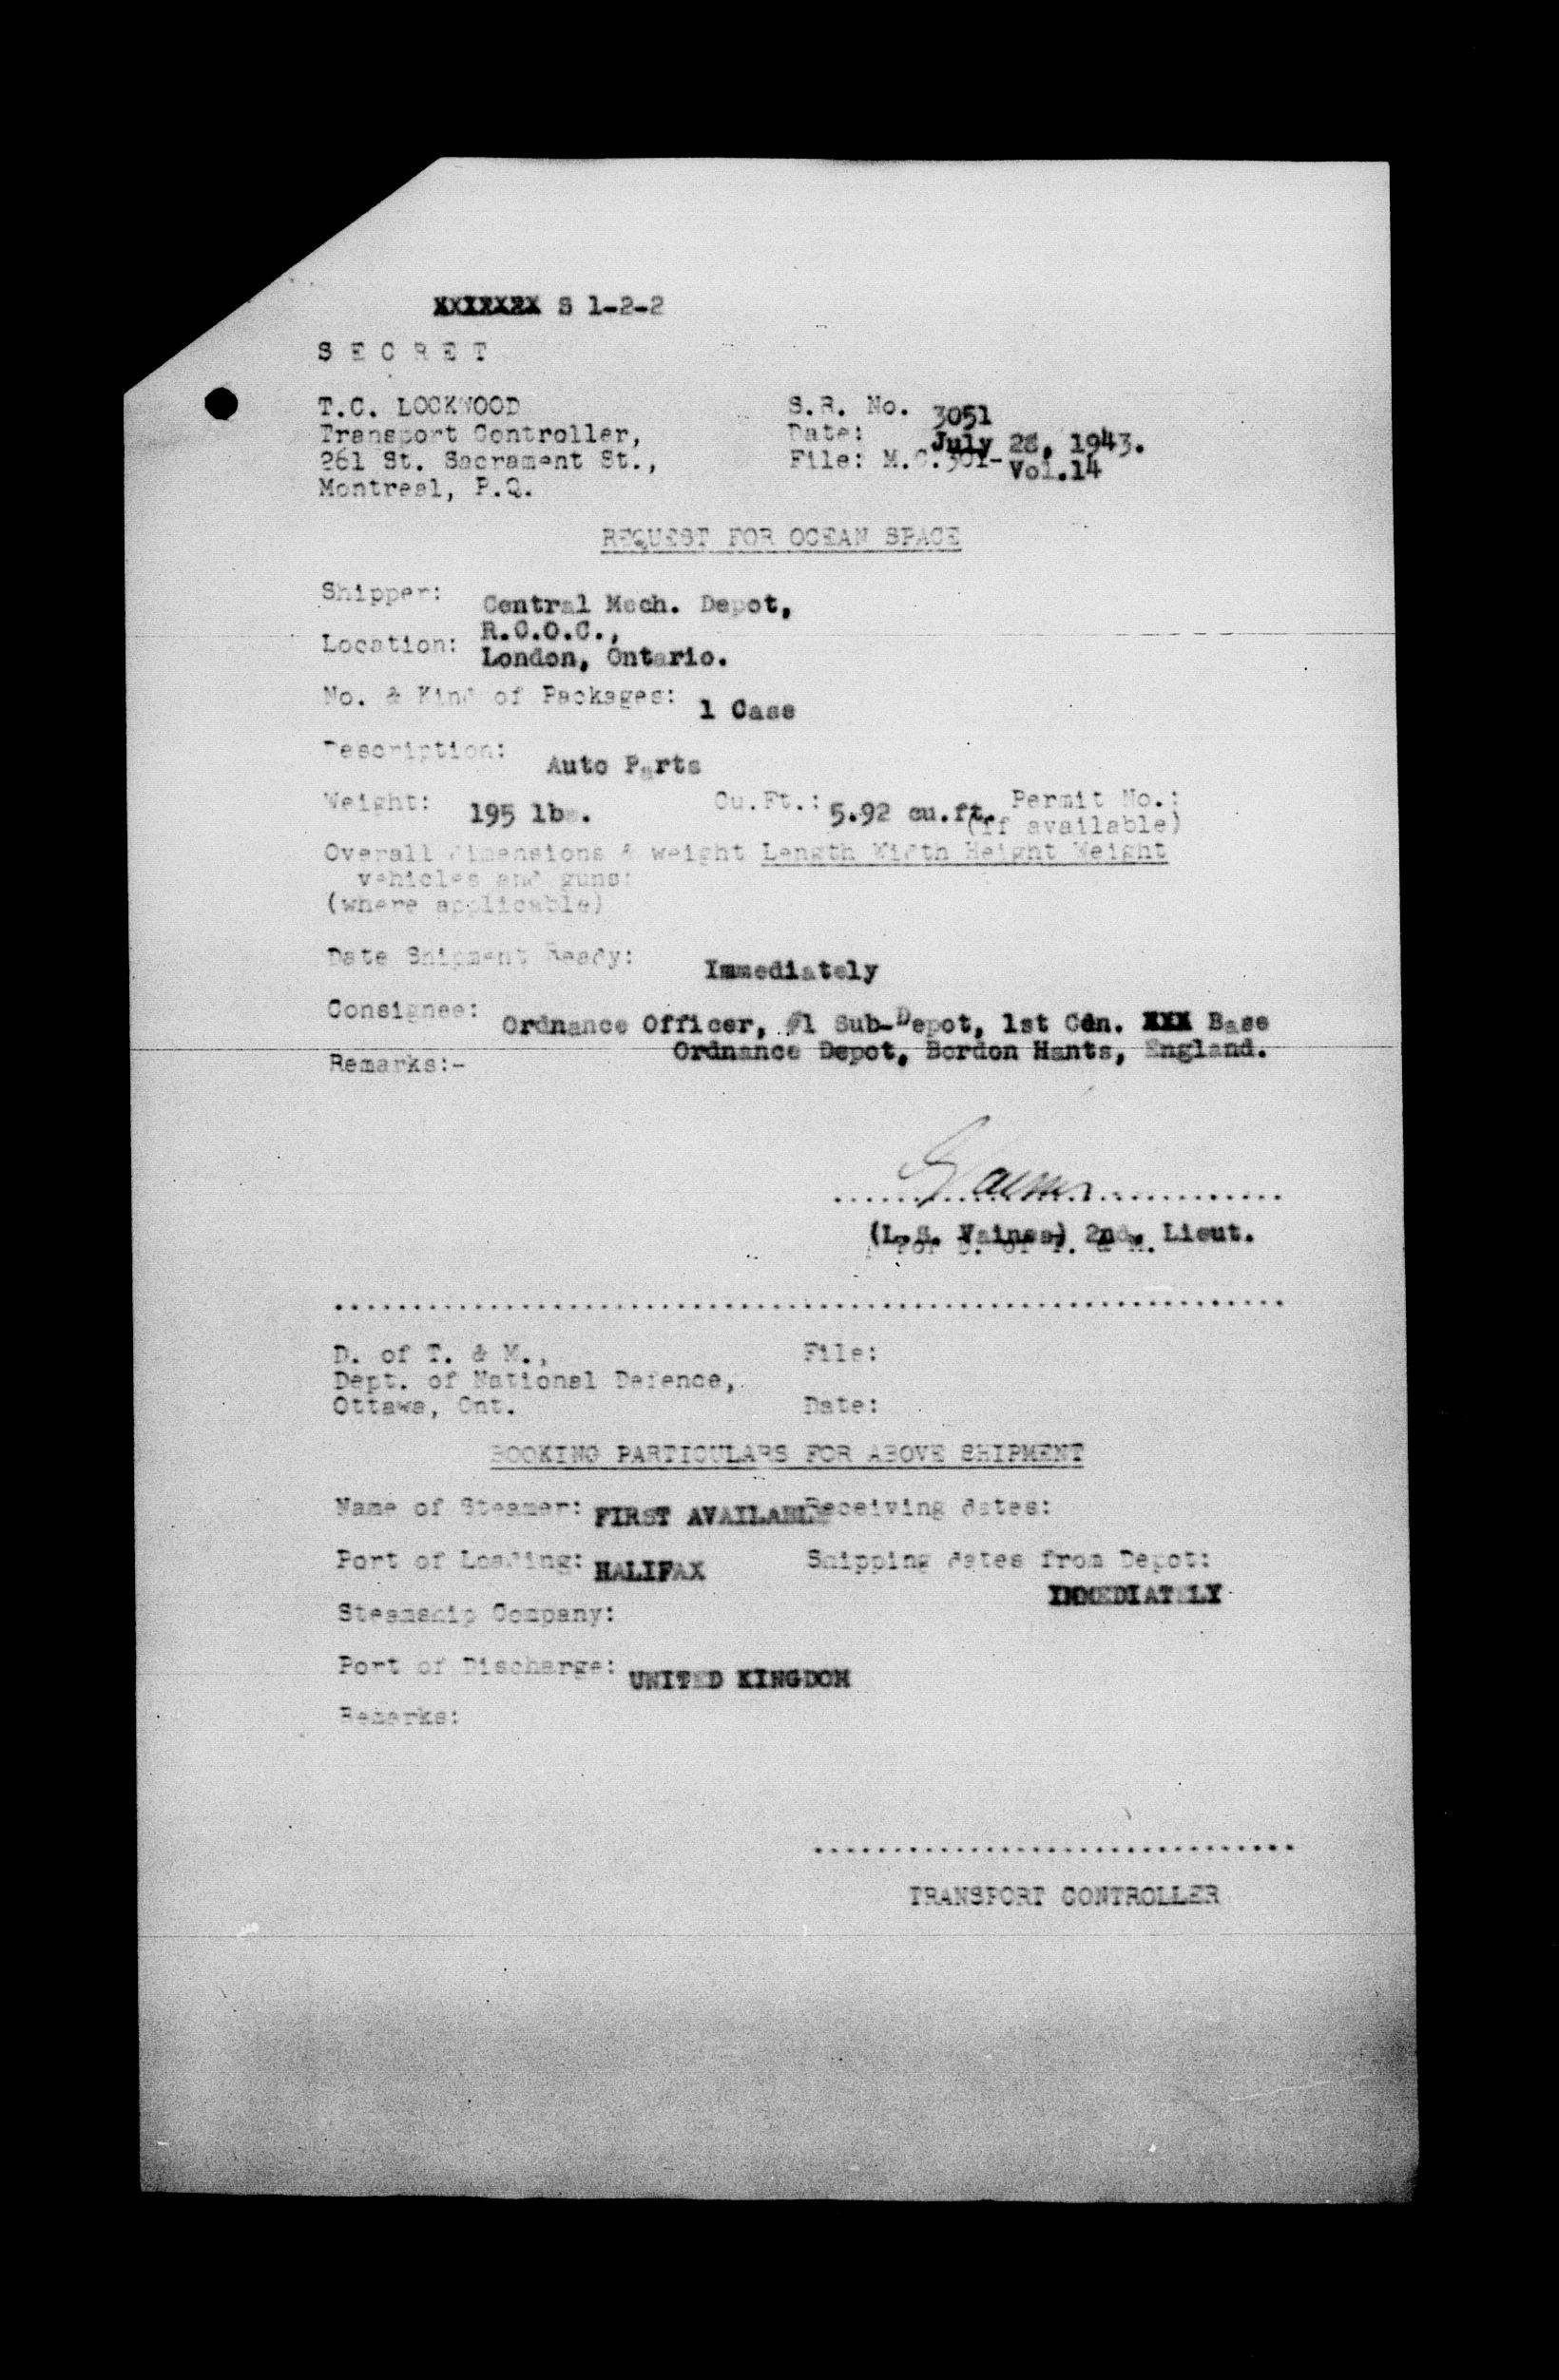 XXXXXXX S 1-2-2
S E C R E T
T.C. LOCKWOOD
Transport Controller,
261 St. Sacrament St.,
Montreal, P.Q.
S.R. No. 3051
Date: July 28, 1943.
File: M.C.301- Vol.14
REQUEST FOR OCEAN SPACE
Shipper: Central Mech. Depot,
R.C.O.C.,
Location: London, Ontario.
No. & Kind of Packages: 1 Case
Description: Auto Parts
Weight: 195 lbs. Cu.Ft.: 5.92 cu.ft. Permit No.:
(if available)
Overall dimensions & weight Length Width Height Weight
vehicles and guns:
(where applicable)
Date Shipment Ready: Immediately
Consignee: Ordnance Officer, #1 Sub-Depot, 1st Cdn. XXX Base
Ordnance Depot, Bordon Hants, England.
Remarks:-
(L.S. Vaines) 2nd. Lieut.
for D. of T. & M.
D. of T. & M.,
Dept. of National Defence,
Ottawa, Ont.
File:
Date:
BOOKING PARTICULARS FOR ABOVE SHIPMENT
Name of Steamer: FIRST AVAILABLE Receiving dates:
Port of Loading: HALIFAX Shipping dates from Depot:
IMMEDIATELY
Steamship Company:
Port of Discharge: UNITED KINGDOM
Remarks:
TRANSPORT CONTROLLER